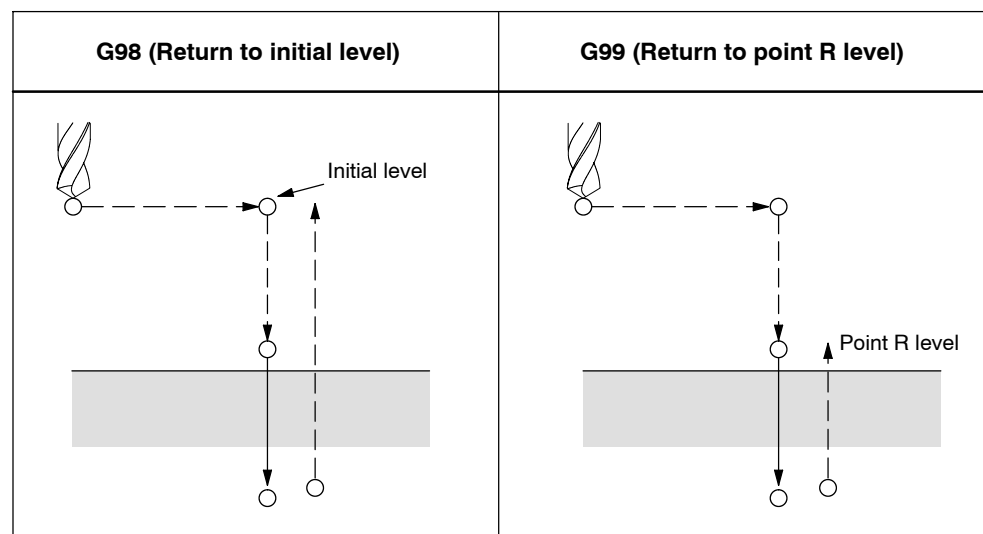 G98 (Return to initial level)
G99 (Return to point R level)
Initial level
Point R level